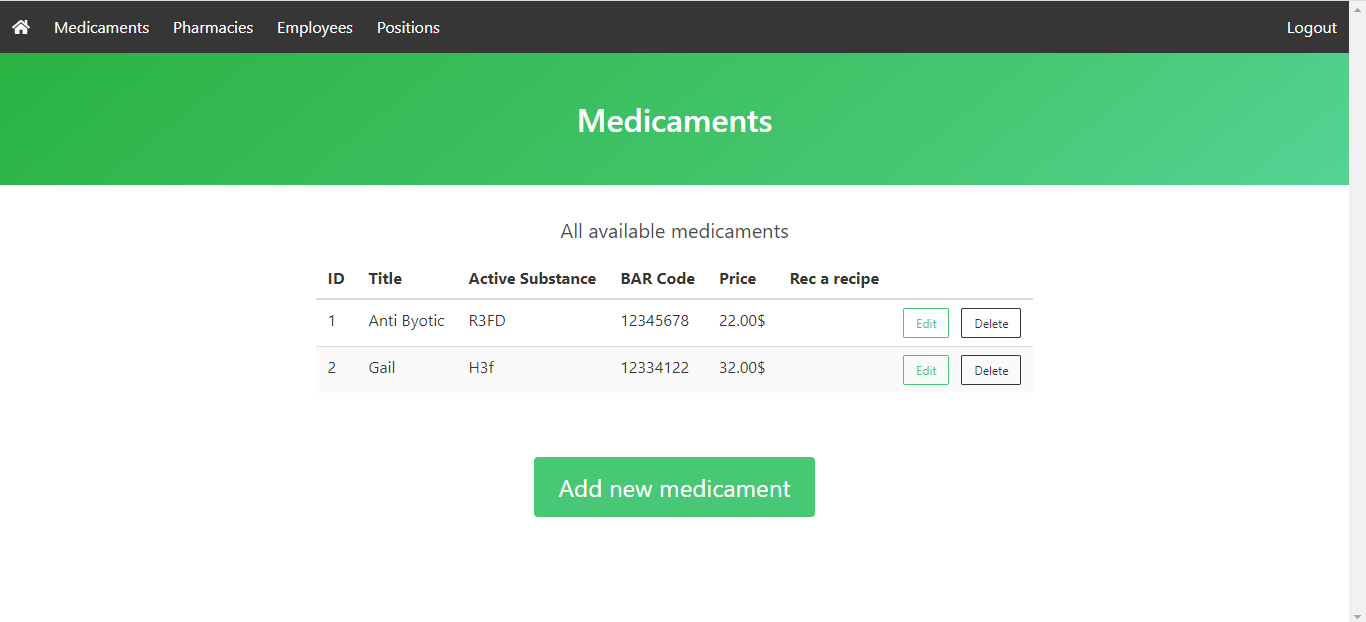 Medicaments Pharmacies Employees Positions Logout
Medicaments
All available medicaments
ID Title Active Substance BAR Code Price Rec a recipe
1 Anti Byotic R3FD 12345678 22.00$ Edit Delete
2 Gail H3f 12334122 32.00$ Edit Delete
Add new medicament